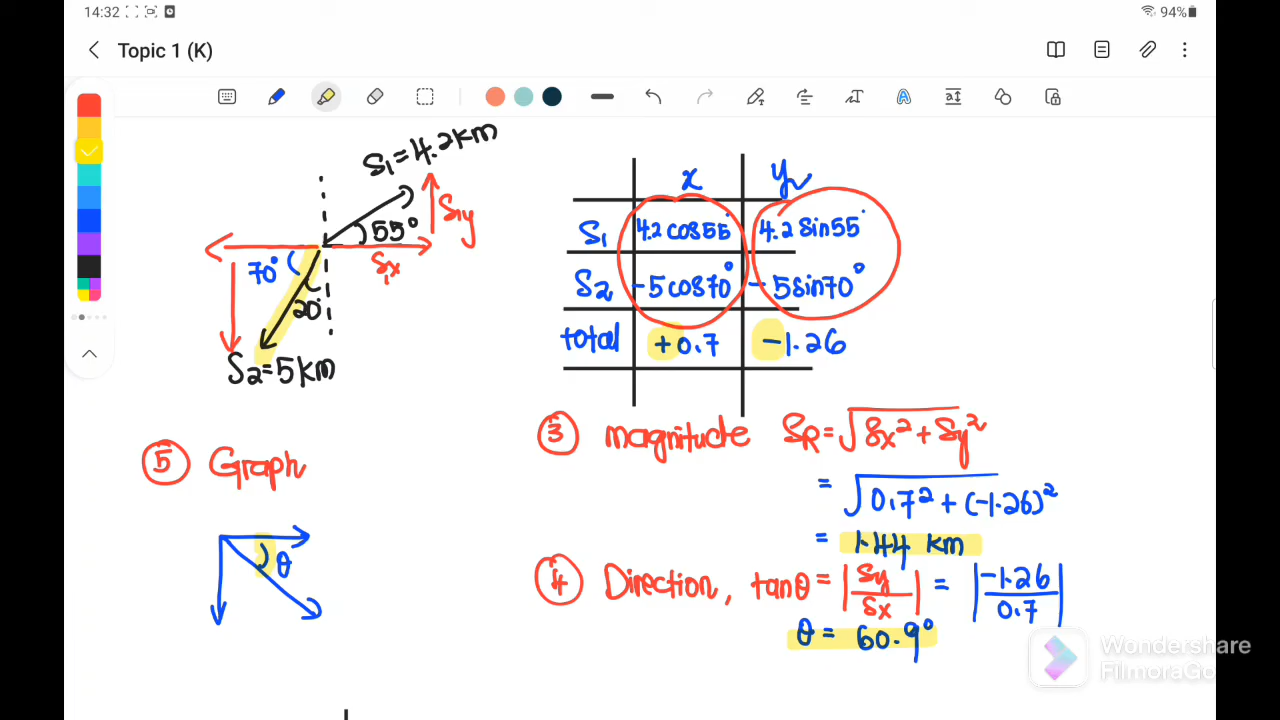 14:32 94%
Topic 1 (K)
S1=4.2km
55°
S1y
S1x
70°
20°
S2=5km
x y
S1 4.2cos55° 4.2sin55°
S2 -5cos70° -5sin70°
total +0.7 -1.26
③ magnitude SR=√Sx²+Sy²
= √0.7²+(-1.26)²
= 1.44 km
④ Direction, tanθ=|Sy/Sx| = |-1.26/0.7|
θ= 60.9°
⑤ Graph
θ
Wondershare
FilmoraGo